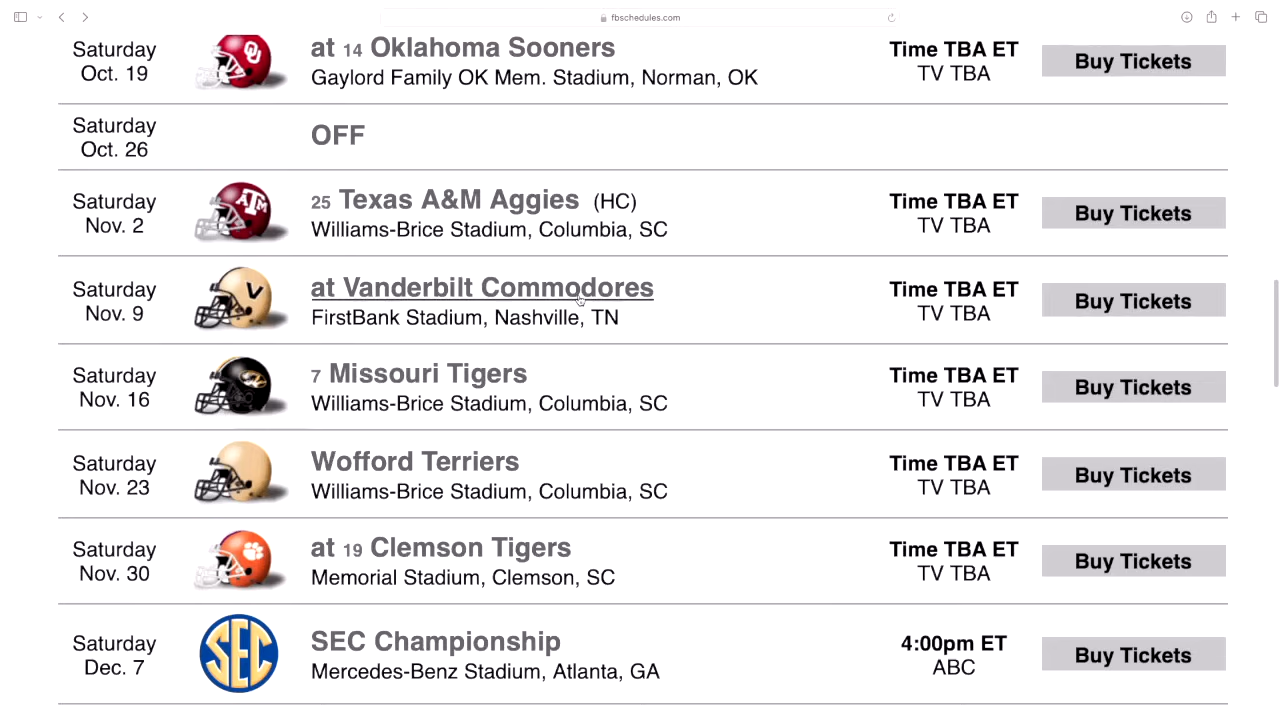 fbschedules.com
Saturday
Oct. 19
at 14 Oklahoma Sooners
Gaylord Family OK Mem. Stadium, Norman, OK
Time TBA ET
TV TBA
Buy Tickets
Saturday
Oct. 26
OFF
Saturday
Nov. 2
25 Texas A&M Aggies (HC)
Williams-Brice Stadium, Columbia, SC
Time TBA ET
TV TBA
Buy Tickets
Saturday
Nov. 9
at Vanderbilt Commodores
FirstBank Stadium, Nashville, TN
Time TBA ET
TV TBA
Buy Tickets
Saturday
Nov. 16
7 Missouri Tigers
Williams-Brice Stadium, Columbia, SC
Time TBA ET
TV TBA
Buy Tickets
Saturday
Nov. 23
Wofford Terriers
Williams-Brice Stadium, Columbia, SC
Time TBA ET
TV TBA
Buy Tickets
Saturday
Nov. 30
at 19 Clemson Tigers
Memorial Stadium, Clemson, SC
Time TBA ET
TV TBA
Buy Tickets
Saturday
Dec. 7
SEC
SEC Championship
Mercedes-Benz Stadium, Atlanta, GA
4:00pm ET
ABC
Buy Tickets